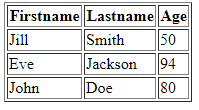 Firstname Lastname Age
Jill Smith 50
Eve Jackson 94
John Doe 80